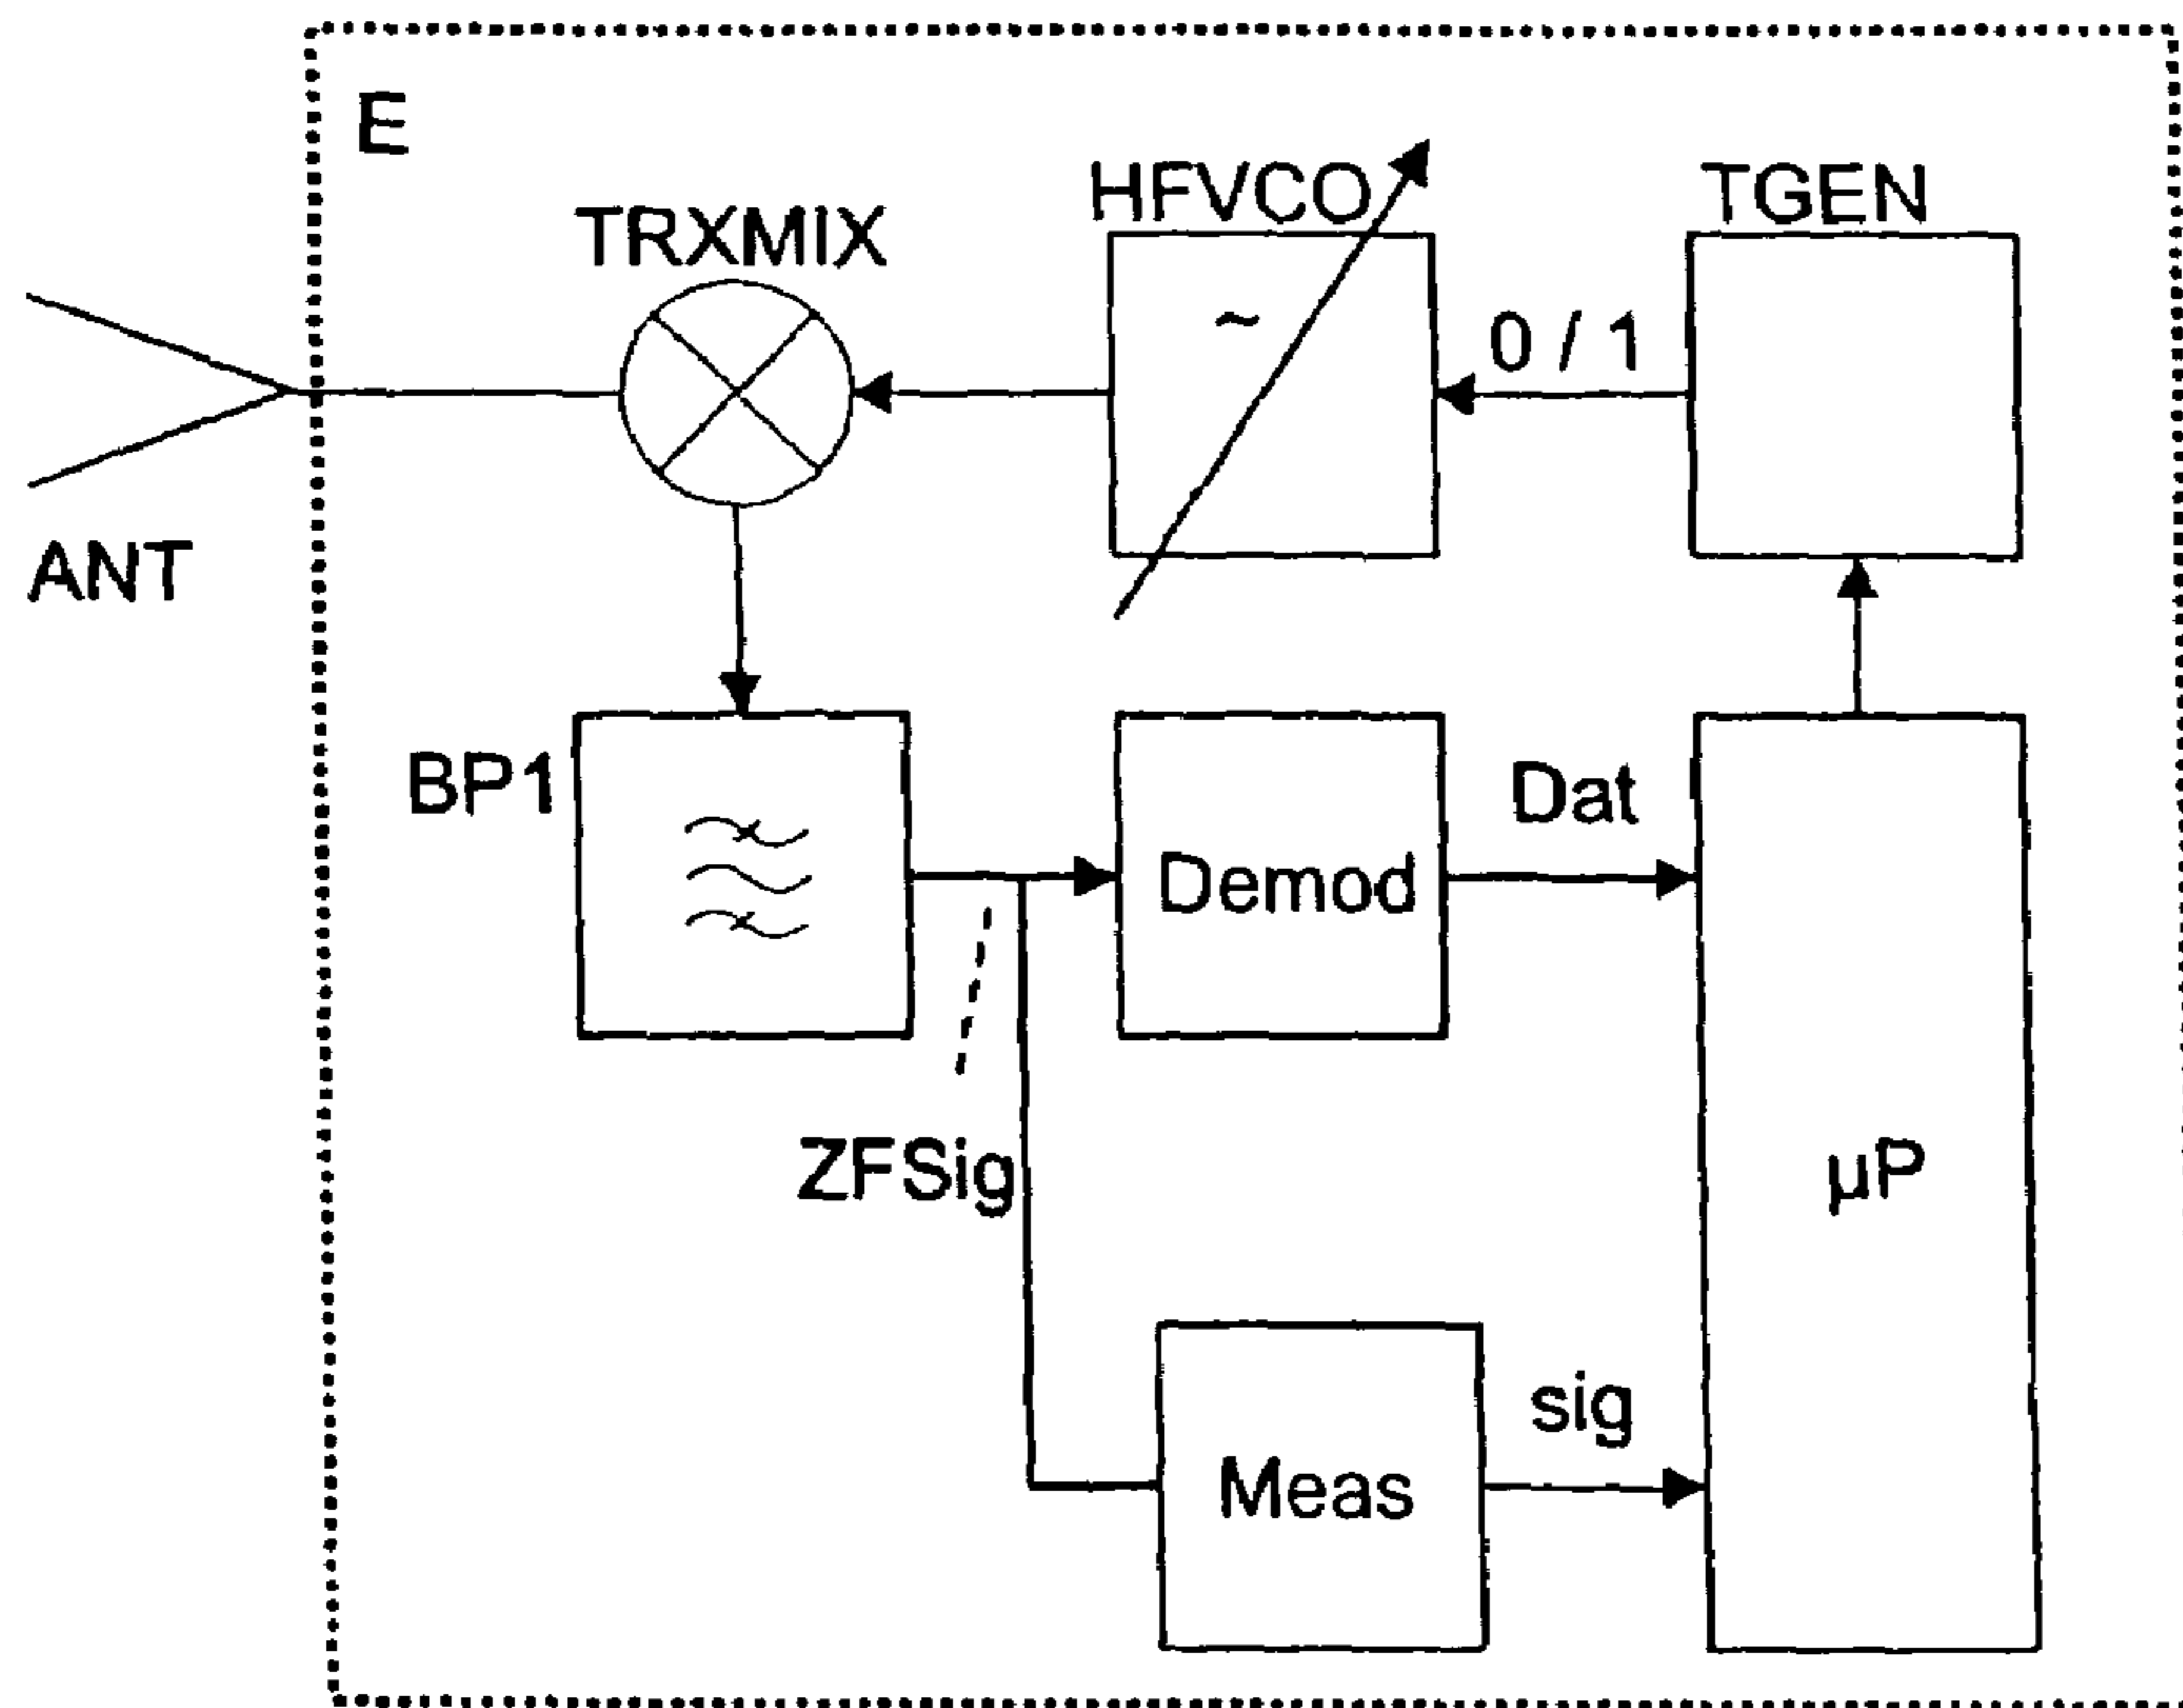 E
TRXMIX
HFVCO
TGEN
~
0 / 1
ANT
BP1
Demod
Dat
ZFSig
µP
Meas
sig